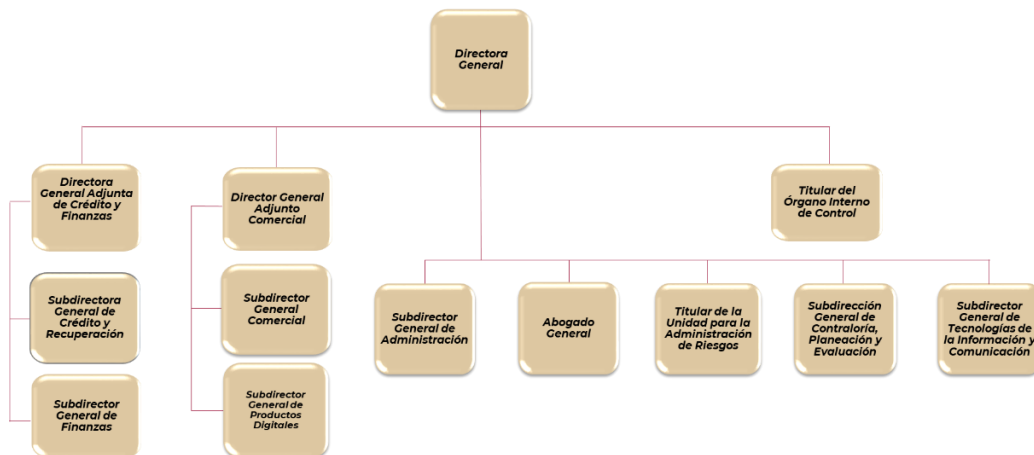 Directora
General
Directora
General Adjunta
de Crédito y
Finanzas
Director General
Adjunto
Comercial
Titular del
Órgano Interno
de Control
Subdirectora
General de
Crédito y
Recuperación
Subdirector
General
Comercial
Subdirector
General de
Administración
Abogado
General
Titular de la
Unidad para la
Administración
de Riesgos
Subdirección
General de
Contraloría,
Planeación y
Evaluación
Subdirector
General de
Tecnologías de
la Información y
Comunicación
Subdirector
General de
Finanzas
Subdirector
General de
Productos
Digitales